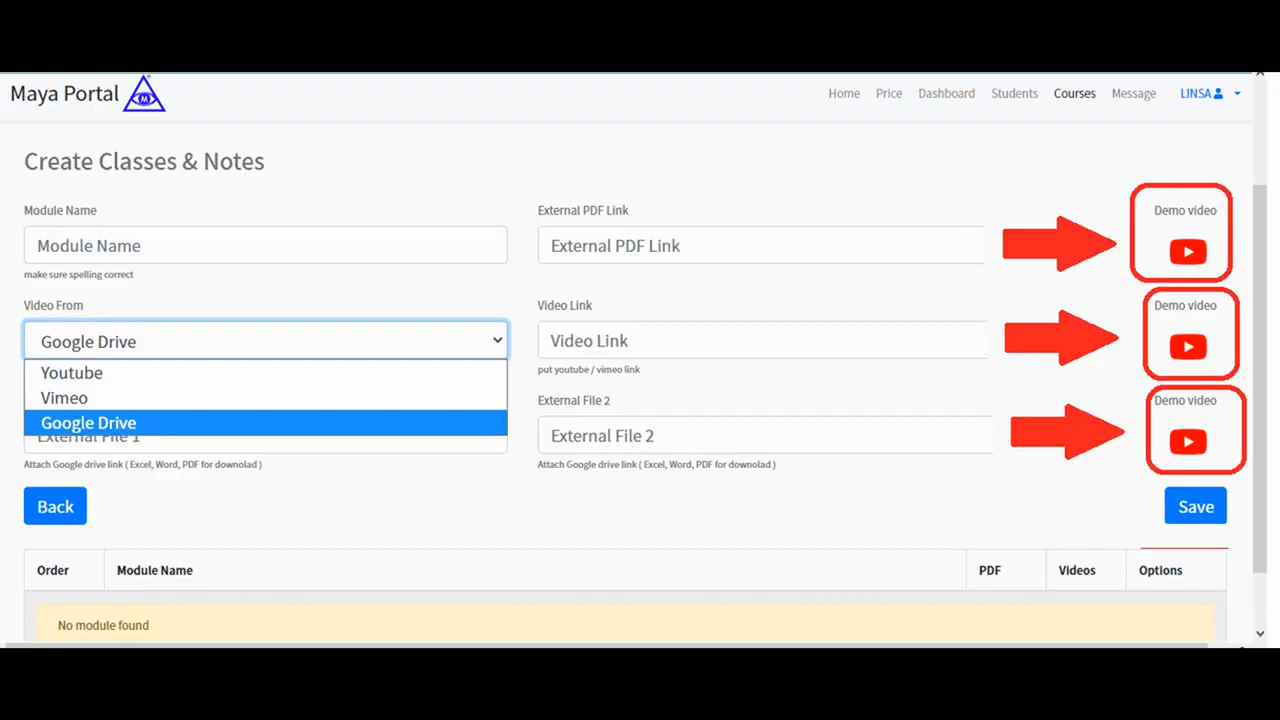 Maya Portal
M
Home Price Dashboard Students Courses Message LINSA
Create Classes & Notes
Module Name
External PDF Link
Demo video
Module Name
External PDF Link
make sure spelling correct
Video From
Video Link
Demo video
Google Drive
Video Link
put youtube / vimeo link
Youtube
Vimeo
Google Drive
External File 2
Demo video
External File 1
External File 2
Attach Google drive link ( Excel, Word, PDF for downolad )
Attach Google drive link ( Excel, Word, PDF for downolad )
Back
Save
Order Module Name PDF Videos Options
No module found